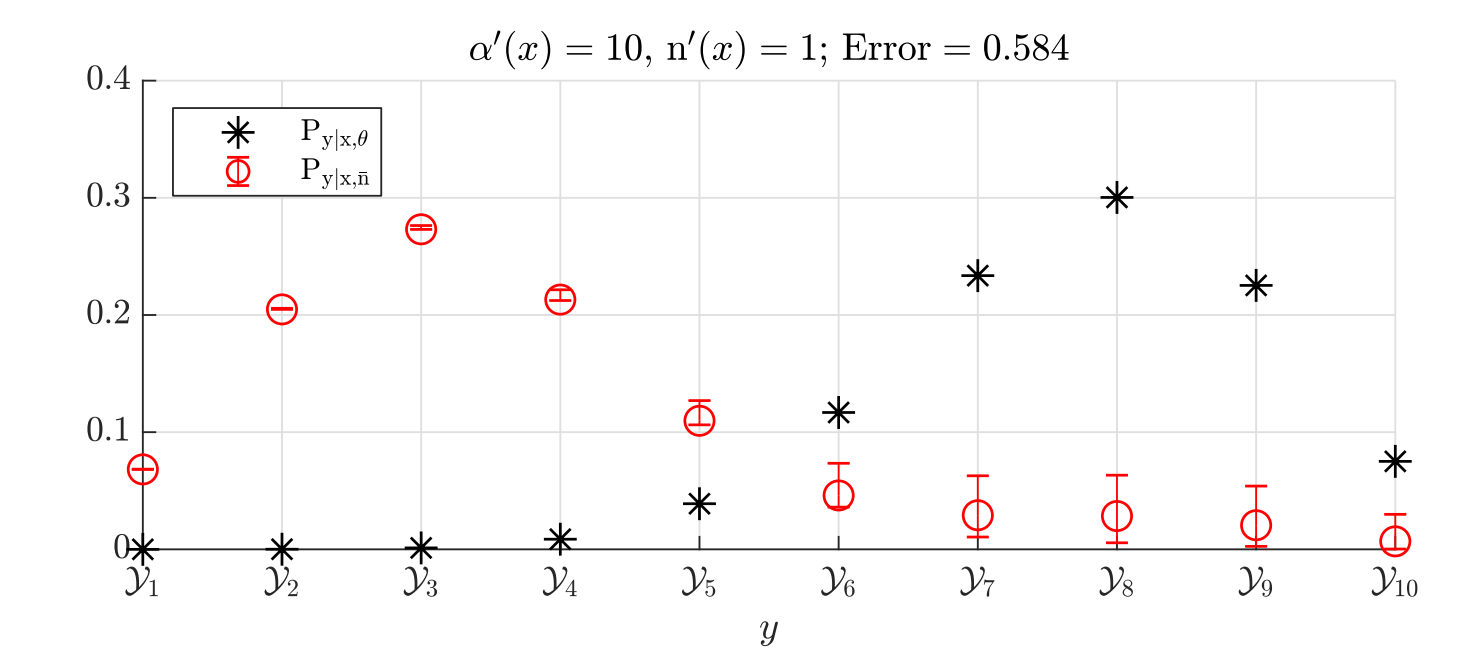 α′(x) = 10, n′(x) = 1; Error = 0.584
0.4
0.3
0.2
0.1
0
P_{y|x,θ}
P_{y|x,n̄}
𝒴₁ 𝒴₂ 𝒴₃ 𝒴₄ 𝒴₅ 𝒴₆ 𝒴₇ 𝒴₈ 𝒴₉ 𝒴₁₀
y